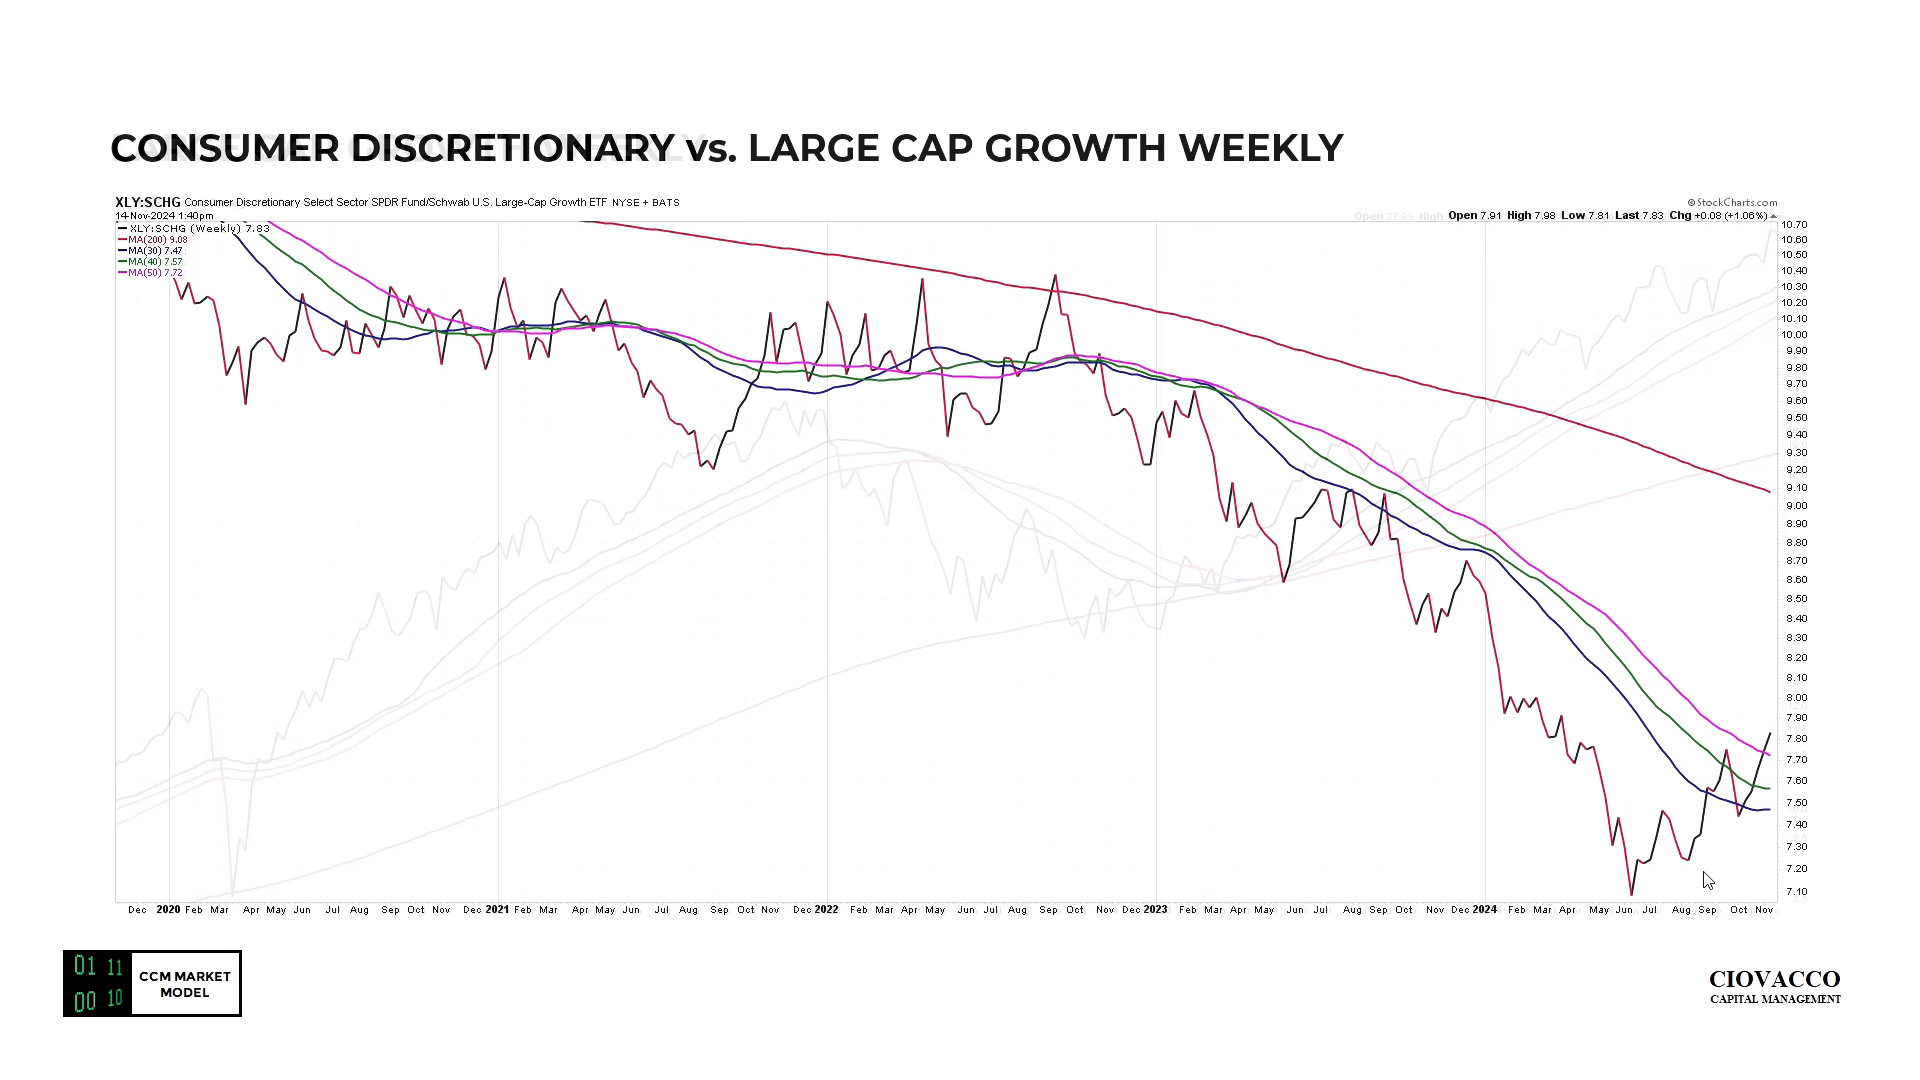 CONSUMER DISCRETIONARY vs. LARGE CAP GROWTH WEEKLY
XLY:SCHG Consumer Discretionary Select Sector SPDR Fund/Schwab U.S. Large-Cap Growth ETF NYSE + BATS
© StockCharts.com
14-Nov-2024 1:40pm
Open 27.83 High Open 7.91 High 7.98 Low 7.81 Last 7.83 Chg +0.08 (+1.06%)
XLY:SCHG (Weekly) 7.83
MA(200) 9.08
MA(30) 7.47
MA(40) 7.57
MA(50) 7.72
10.70
10.60
10.50
10.40
10.30
10.20
10.10
10.00
9.90
9.80
9.70
9.60
9.50
9.40
9.30
9.20
9.10
9.00
8.90
8.80
8.70
8.60
8.50
8.40
8.30
8.20
8.10
8.00
7.90
7.80
7.70
7.60
7.50
7.40
7.30
7.20
7.10
Dec 2020 Feb Mar Apr May Jun Jul Aug Sep Oct Nov Dec 2021 Feb Mar Apr May Jun Jul Aug Sep Oct Nov Dec 2022 Feb Mar Apr May Jun Jul Aug Sep Oct Nov Dec 2023 Feb Mar Apr May Jun Jul Aug Sep Oct Nov Dec 2024 Feb Mar Apr May Jun Jul Aug Sep Oct Nov
01 11
00 10
CCM MARKET
MODEL
CIOVACCO
CAPITAL MANAGEMENT